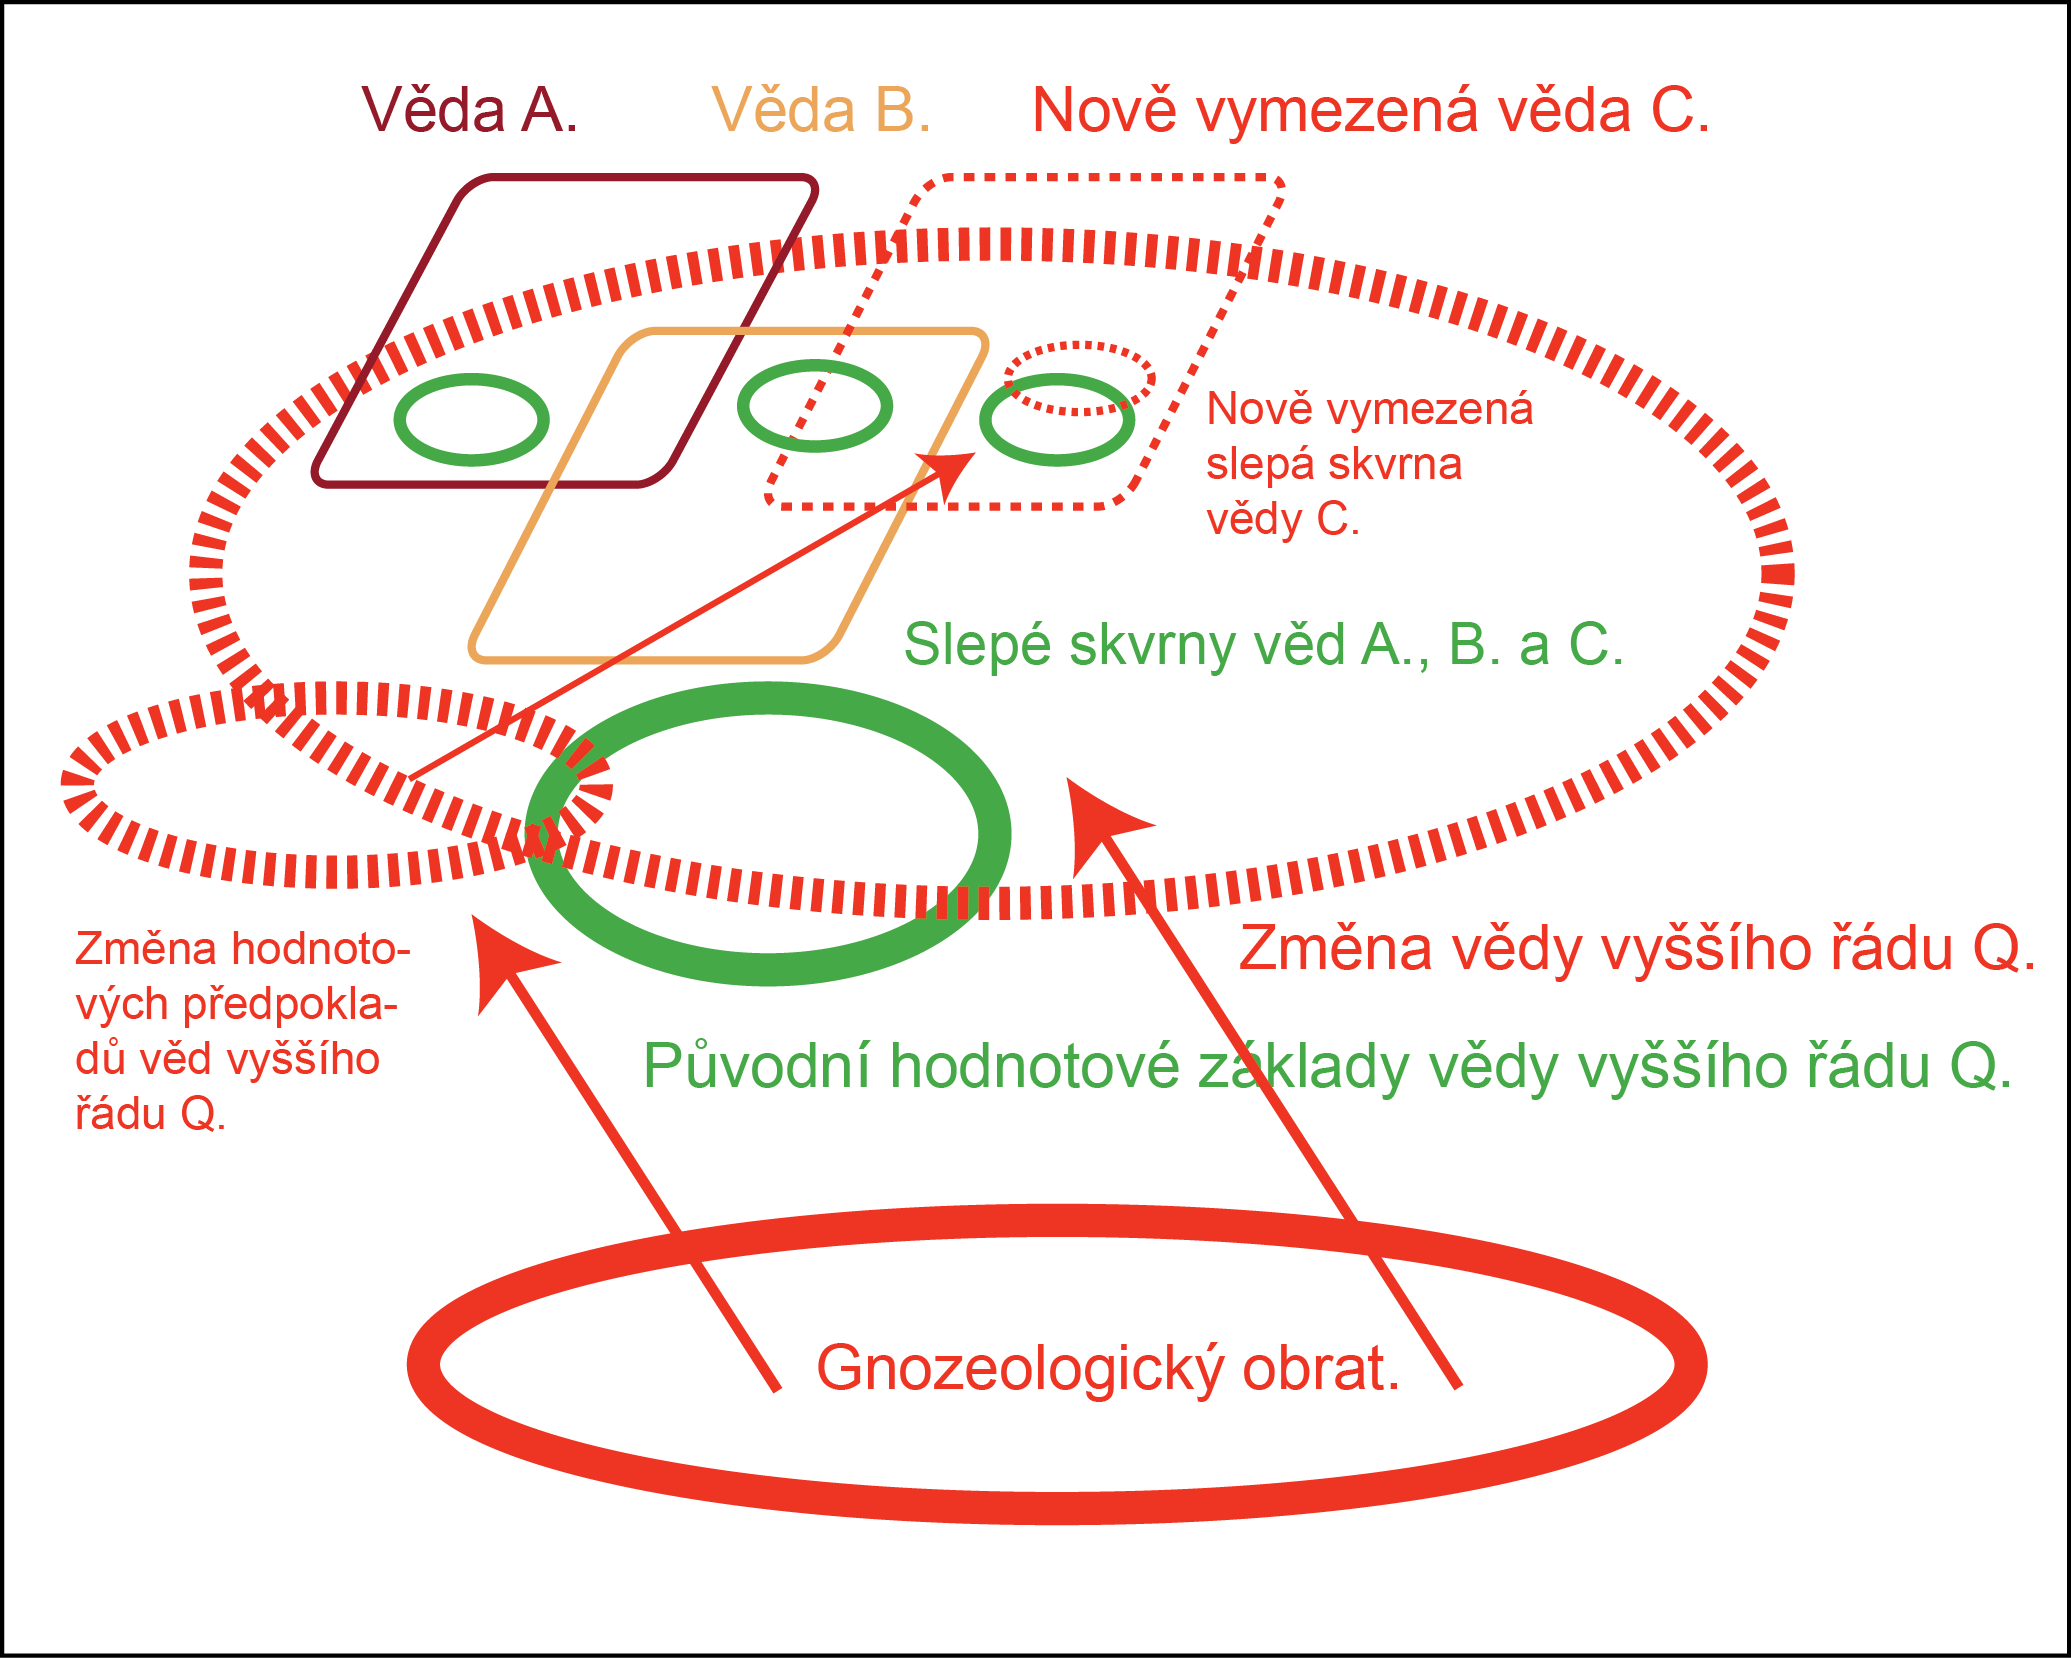 Věda A.
Věda B.
Nově vymezená věda C.
Nově vymezená
slepá skvrna
vědy C.
Slepé skvrny věd A., B. a C.
Změna vědy vyššího řádu Q.
Změna hodnoto-
vých předpokla-
dů věd vyššího
řádu Q.
Původní hodnotové základy vědy vyššího řádu Q.
Gnozeologický obrat.